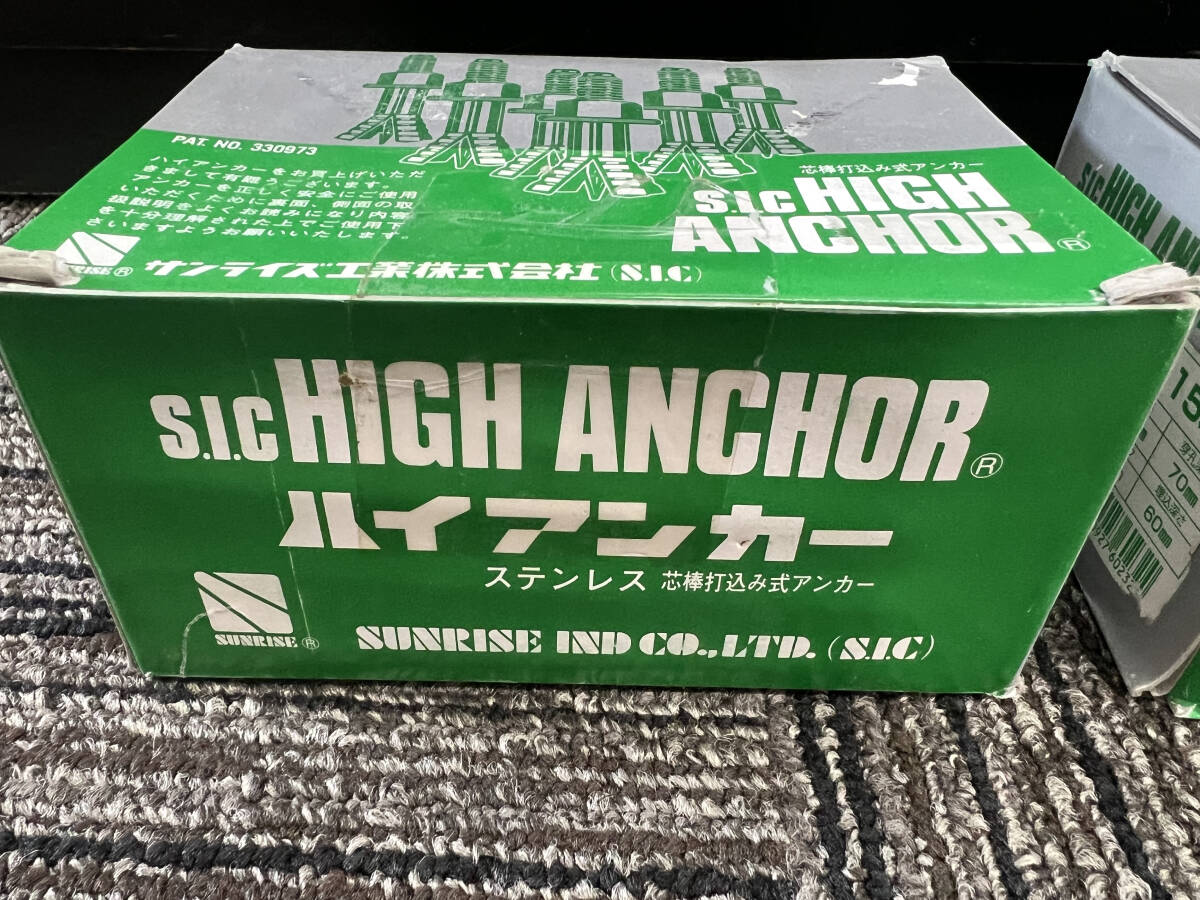 PAT. NO. 330973
ハイアンカーをお買上げいただ
きまして有難うございます。
アンカーを正しく安全にご使用
いただくために裏面、側面の取
扱説明をよくお読みになり内容
を十分理解された上でご使用下
さいますようお願いいたします。
芯棒打込み式アンカー
S.I.C HIGH
ANCHOR®
SUNRISE® サンライズ工業株式会社 (S.I.C)
S.I.C HIGH ANCHOR®
ハイアンカー
ステンレス 芯棒打込み式アンカー
SUNRISE®
SUNRISE IND CO.,LTD. (S.I.C)
S.I.C HIGH
70mm
埋込深さ
60mm